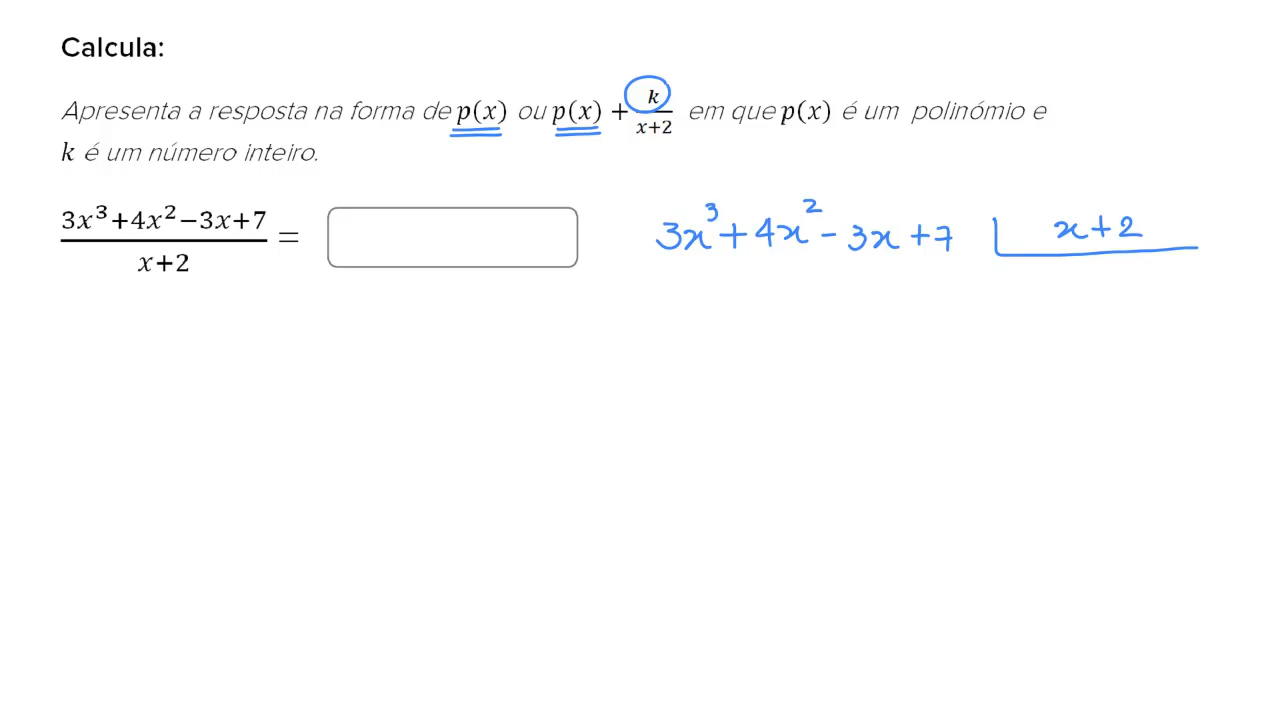 Calcula:
Apresenta a resposta na forma de p(x) ou p(x) + k/(x+2) em que p(x) é um polinómio e
k é um número inteiro.
(3x³+4x²−3x+7)/(x+2) =
3x³ + 4x² - 3x + 7 x + 2